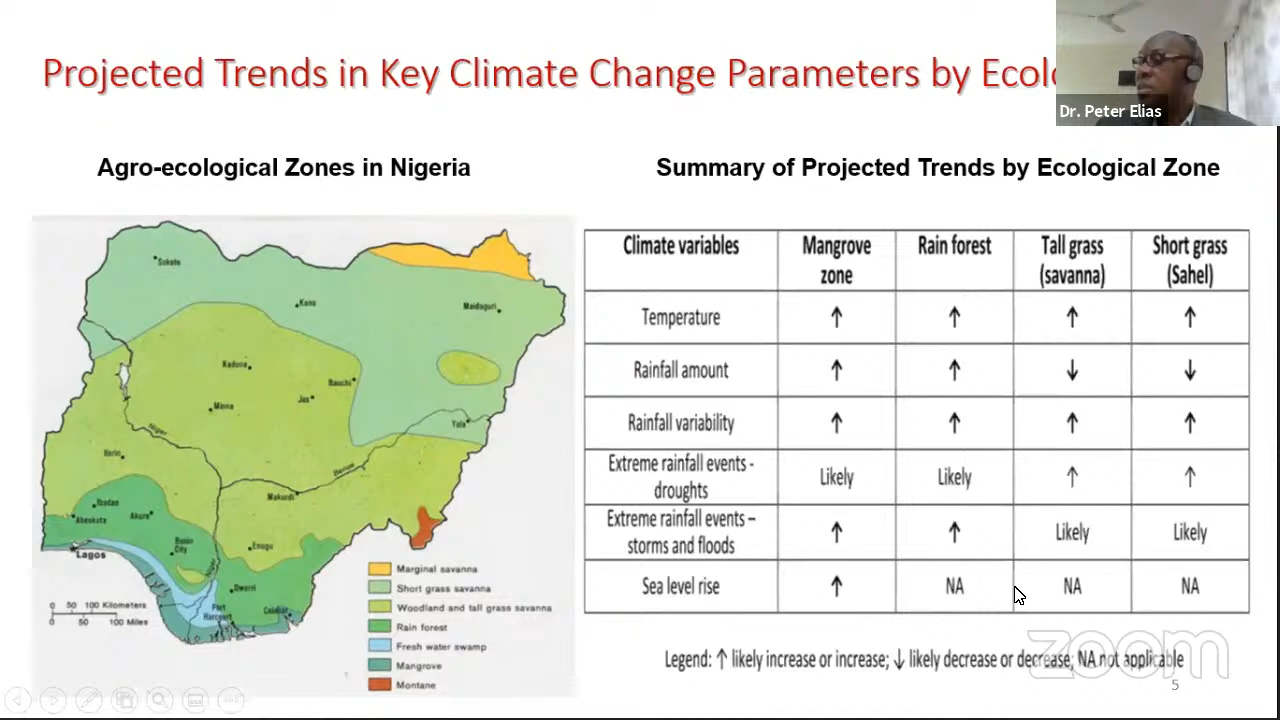 Projected Trends in Key Climate Change Parameters by Ecolo
Dr. Peter Elias
Agro-ecological Zones in Nigeria
Summary of Projected Trends by Ecological Zone
Sokoto
Kano
Maiduguri
Kaduna
Bauchi
Minna
Jos
Yola
Niger
Ilorin
Benue
Makurdi
Ibadan
Abeokuta
Akure
Benin
City
Enugu
Lagos
Owerri
Port
Harcourt
Calabar
0 50 100 Kilometers
0 50 100 Miles
Marginal savanna
Short grass savanna
Woodland and tall grass savanna
Rain forest
Fresh water swamp
Mangrove
Montane
Climate variables Mangrove zone Rain forest Tall grass (savanna) Short grass (Sahel)
Temperature ↑ ↑ ↑ ↑
Rainfall amount ↑ ↑ ↓ ↓
Rainfall variability ↑ ↑ ↑ ↑
Extreme rainfall events - droughts Likely Likely ↑ ↑
Extreme rainfall events – storms and floods ↑ ↑ Likely Likely
Sea level rise ↑ NA NA NA
Legend: ↑ likely increase or increase; ↓ likely decrease or decrease; NA not applicable
zoom
5